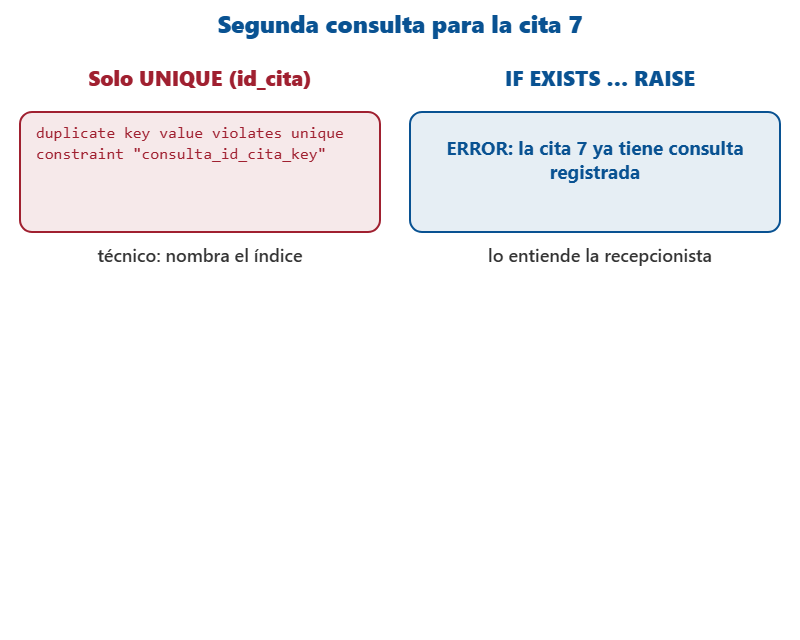 Segunda consulta para la cita 7
Solo UNIQUE (id_cita)
duplicate key value violates unique
constraint "consulta_id_cita_key"
técnico: nombra el índice
IF EXISTS ... RAISE
ERROR: la cita 7 ya tiene consulta
registrada
lo entiende la recepcionista